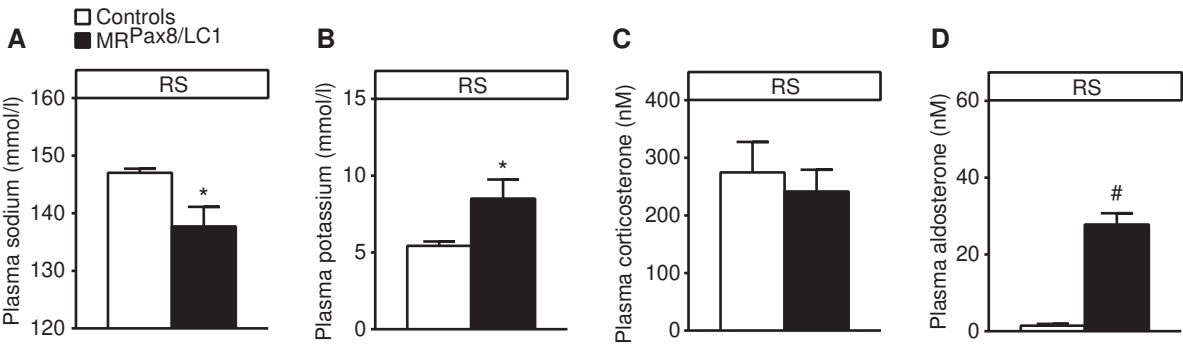 Controls
MRPax8/LC1
A
RS
Plasma sodium (mmol/l)
160
150
140
130
120
*
B
RS
Plasma potassium (mmol/l)
15
10
5
0
*
C
RS
Plasma corticosterone (nM)
400
300
200
100
0
D
RS
Plasma aldosterone (nM)
60
40
20
0
#